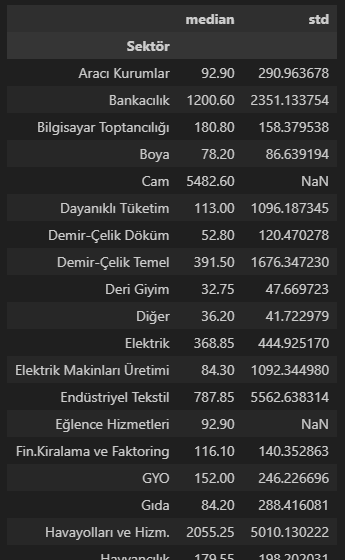 median std
Sektör
Aracı Kurumlar 92.90 290.963678
Bankacılık 1200.60 2351.133754
Bilgisayar Toptancılığı 180.80 158.379538
Boya 78.20 86.639194
Cam 5482.60 NaN
Dayanıklı Tüketim 113.00 1096.187345
Demir-Çelik Döküm 52.80 120.470278
Demir-Çelik Temel 391.50 1676.347230
Deri Giyim 32.75 47.669723
Diğer 36.20 41.722979
Elektrik 368.85 444.925170
Elektrik Makinları Üretimi 84.30 1092.344980
Endüstriyel Tekstil 787.85 5562.638314
Eğlence Hizmetleri 92.90 NaN
Fin.Kiralama ve Faktoring 116.10 140.352863
GYO 152.00 246.226696
Gıda 84.20 288.416081
Havayolları ve Hizm. 2055.25 5010.130222
Hayvancılık 179.55 198.202031